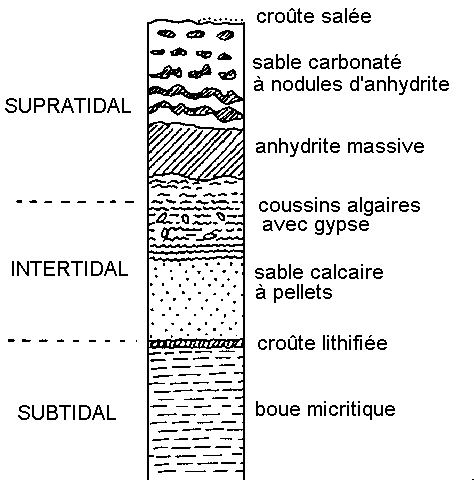 croûte salée
sable carbonaté
à nodules d'anhydrite
SUPRATIDAL
anhydrite massive
coussins algaires
avec gypse
INTERTIDAL
sable calcaire
à pellets
croûte lithifiée
SUBTIDAL
boue micritique